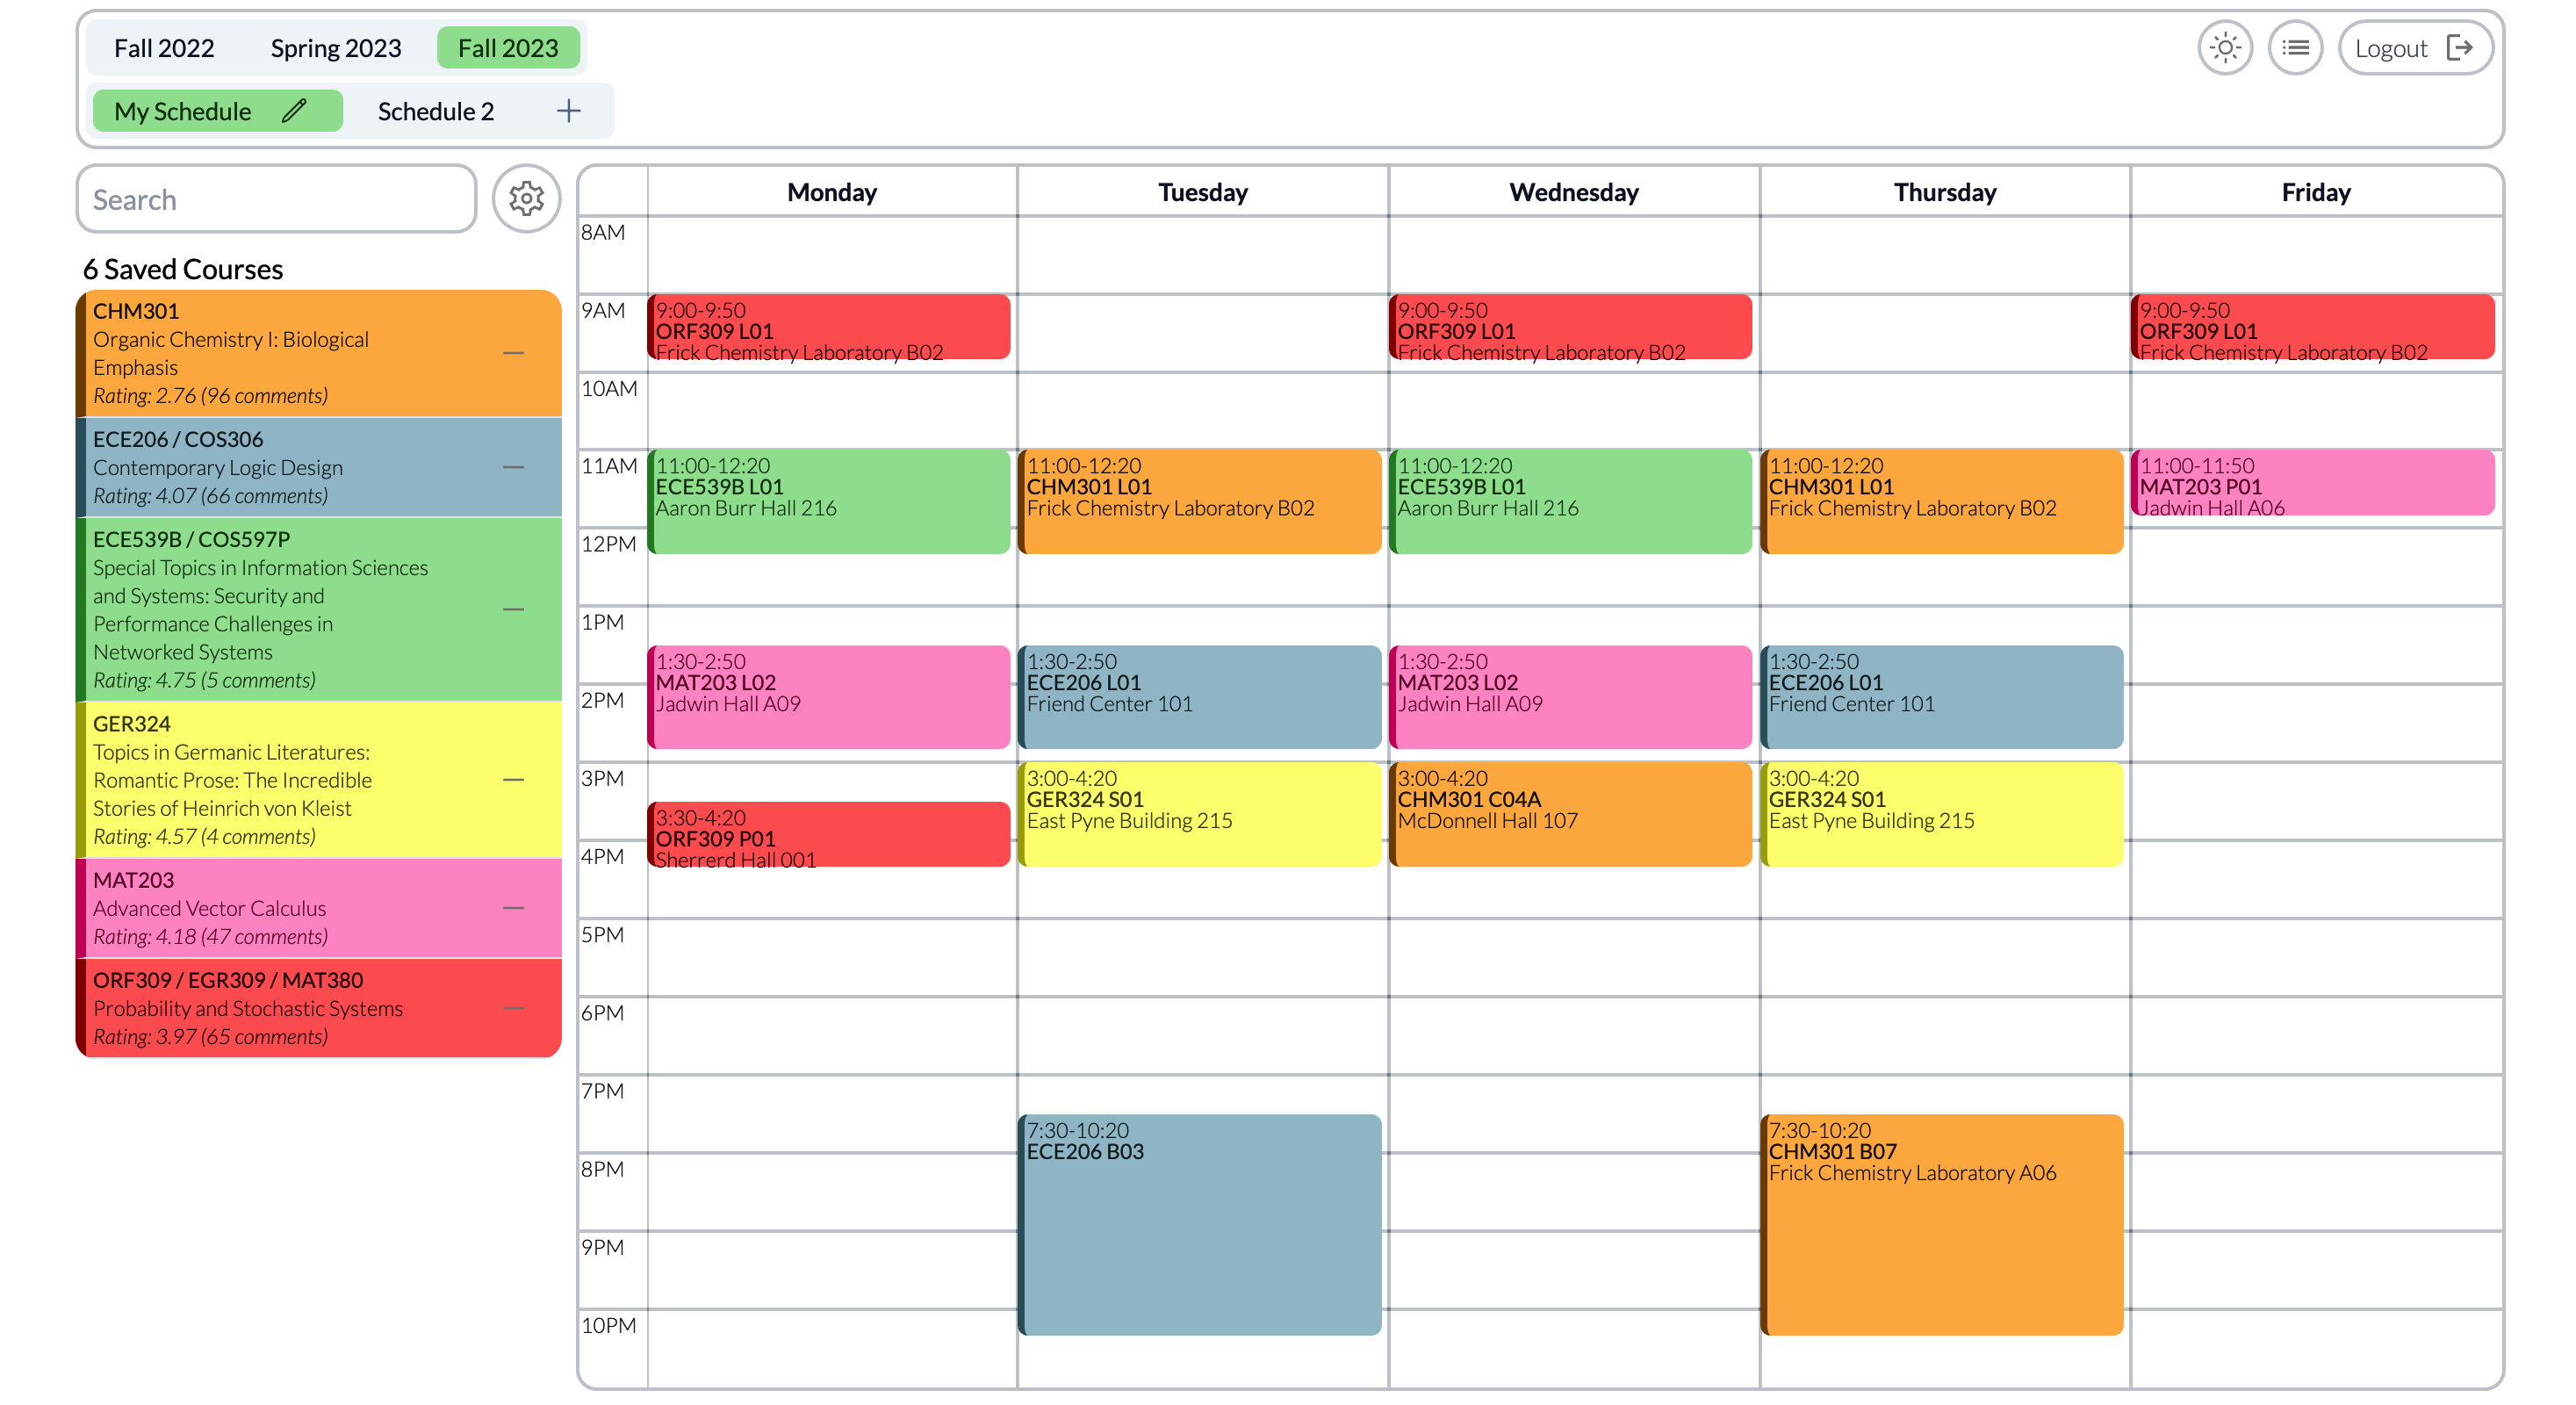 Fall 2022 Spring 2023 Fall 2023
Logout
My Schedule Schedule 2
Search
6 Saved Courses
CHM301
Organic Chemistry I: Biological
Emphasis
Rating: 2.76 (96 comments)
ECE206 / COS306
Contemporary Logic Design
Rating: 4.07 (66 comments)
ECE539B / COS597P
Special Topics in Information Sciences
and Systems: Security and
Performance Challenges in
Networked Systems
Rating: 4.75 (5 comments)
GER324
Topics in Germanic Literatures:
Romantic Prose: The Incredible
Stories of Heinrich von Kleist
Rating: 4.57 (4 comments)
MAT203
Advanced Vector Calculus
Rating: 4.18 (47 comments)
ORF309 / EGR309 / MAT380
Probability and Stochastic Systems
Rating: 3.97 (65 comments)
8AM
9AM
10AM
11AM
12PM
1PM
2PM
3PM
4PM
5PM
6PM
7PM
8PM
9PM
10PM
Monday
9:00-9:50
ORF309 L01
Frick Chemistry Laboratory B02
11:00-12:20
ECE539B L01
Aaron Burr Hall 216
1:30-2:50
MAT203 L02
Jadwin Hall A09
3:30-4:20
ORF309 P01
Sherrerd Hall 001
Tuesday
11:00-12:20
CHM301 L01
Frick Chemistry Laboratory B02
1:30-2:50
ECE206 L01
Friend Center 101
3:00-4:20
GER324 S01
East Pyne Building 215
7:30-10:20
ECE206 B03
Wednesday
9:00-9:50
ORF309 L01
Frick Chemistry Laboratory B02
11:00-12:20
ECE539B L01
Aaron Burr Hall 216
1:30-2:50
MAT203 L02
Jadwin Hall A09
3:00-4:20
CHM301 C04A
McDonnell Hall 107
Thursday
11:00-12:20
CHM301 L01
Frick Chemistry Laboratory B02
1:30-2:50
ECE206 L01
Friend Center 101
3:00-4:20
GER324 S01
East Pyne Building 215
7:30-10:20
CHM301 B07
Frick Chemistry Laboratory A06
Friday
9:00-9:50
ORF309 L01
Frick Chemistry Laboratory B02
11:00-11:50
MAT203 P01
Jadwin Hall A06